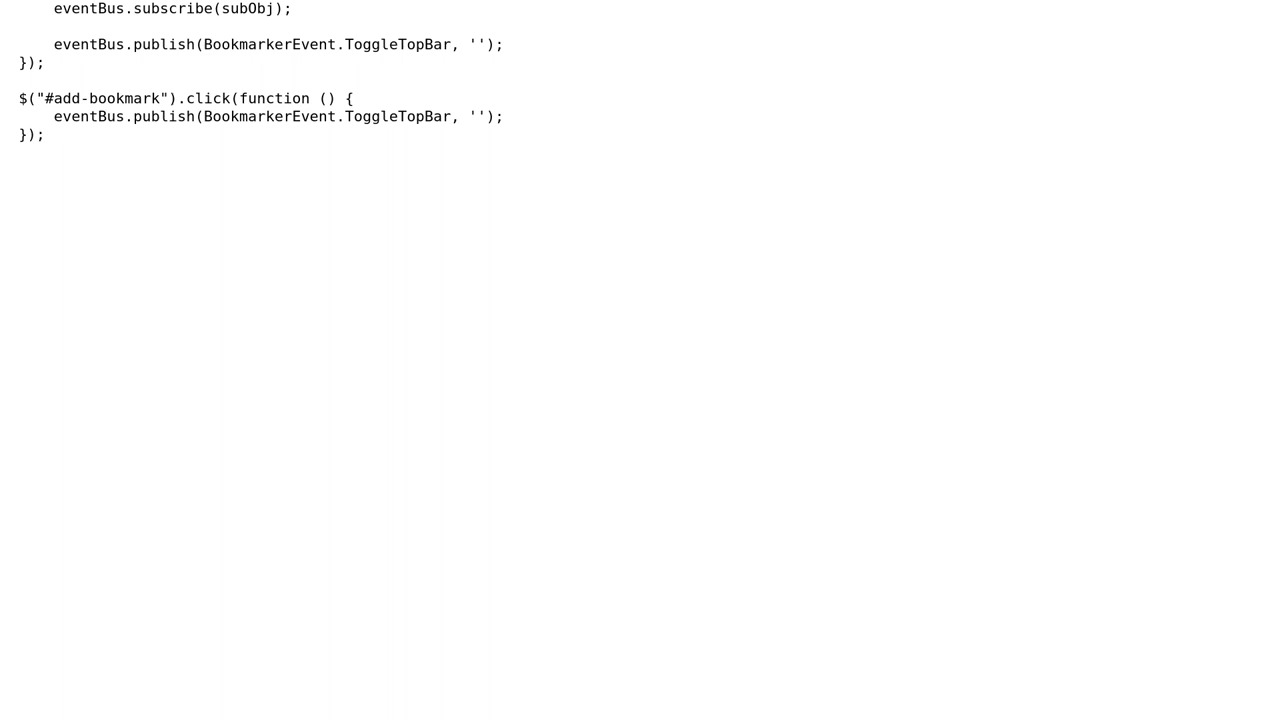 eventBus.subscribe(subObj);

    eventBus.publish(BookmarkerEvent.ToggleTopBar, '');
});

$("#add-bookmark").click(function () {
    eventBus.publish(BookmarkerEvent.ToggleTopBar, '');
});